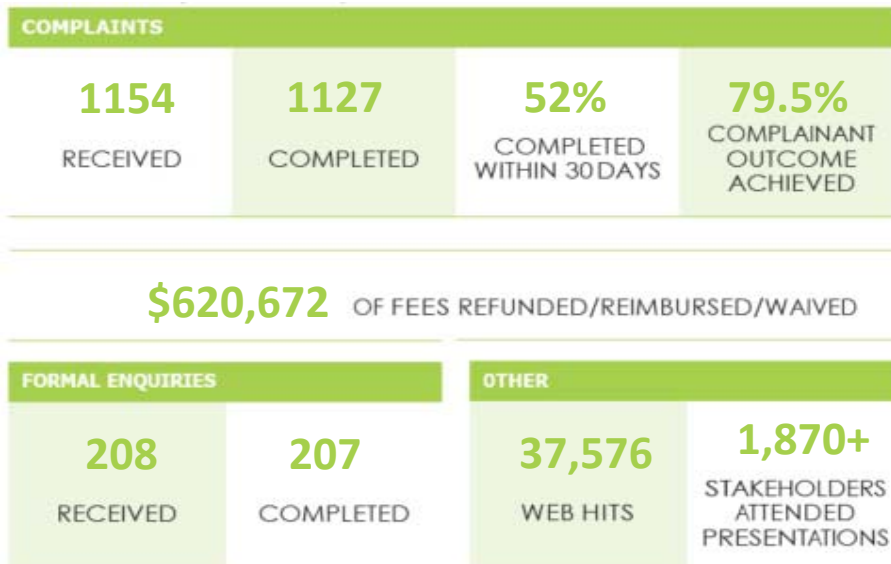 COMPLAINTS
1154 1127 52% 79.5%
RECEIVED COMPLETED COMPLETED WITHIN 30 DAYS COMPLAINANT OUTCOME ACHIEVED
$620,672 OF FEES REFUNDED/REIMBURSED/WAIVED
FORMAL ENQUIRIES
208 207
RECEIVED COMPLETED
OTHER
37,576 1,870+
WEB HITS STAKEHOLDERS ATTENDED PRESENTATIONS